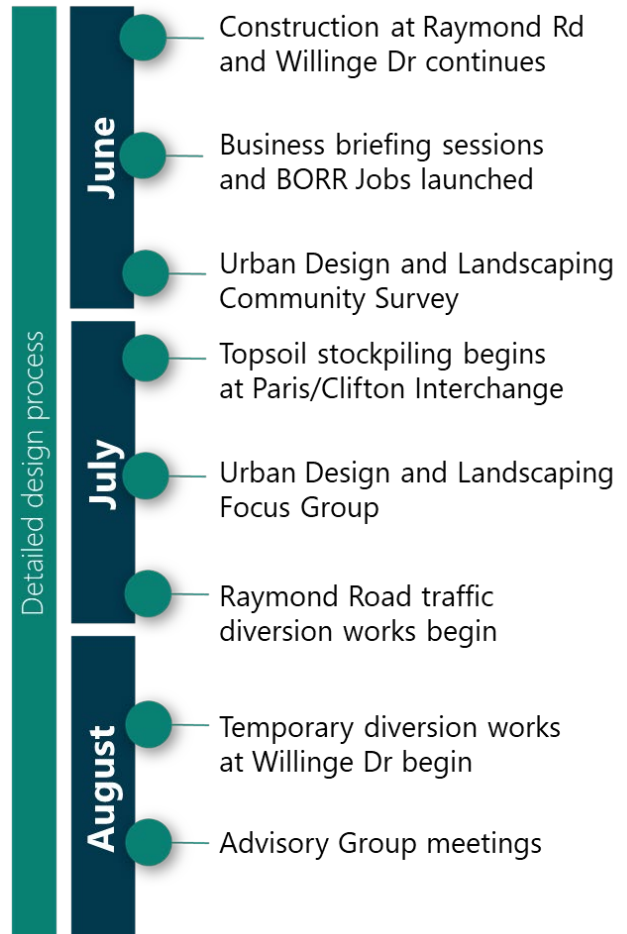 Detailed design process
June
Construction at Raymond Rd
and Willinge Dr continues
Business briefing sessions
and BORR Jobs launched
Urban Design and Landscaping
Community Survey
July
Topsoil stockpiling begins
at Paris/Clifton Interchange
Urban Design and Landscaping
Focus Group
Raymond Road traffic
diversion works begin
August
Temporary diversion works
at Willinge Dr begin
Advisory Group meetings